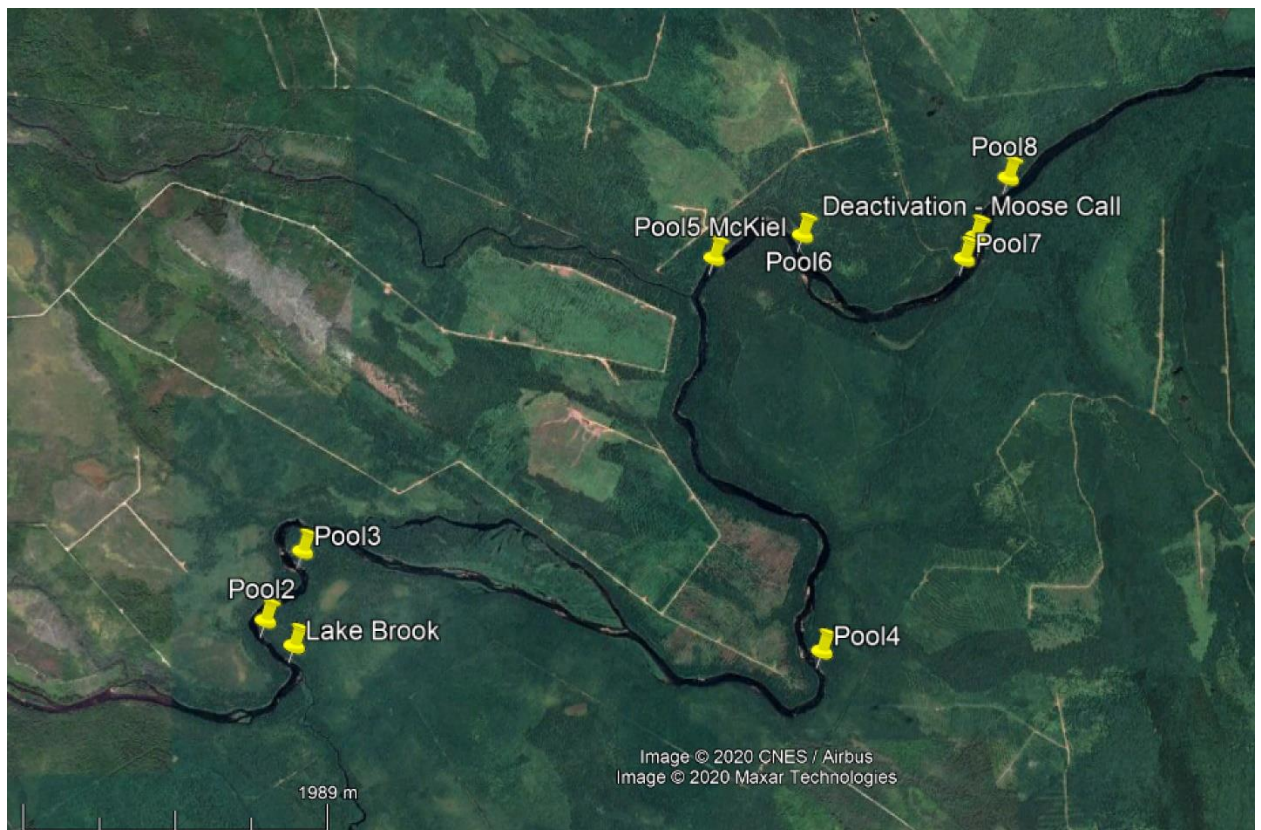 Pool8
Deactivation - Moose Call
Pool5 McKiel
Pool7
Pool6
Pool3
Pool2
Lake Brook
Pool4
Image © 2020 CNES / Airbus
Image © 2020 Maxar Technologies
1989 m